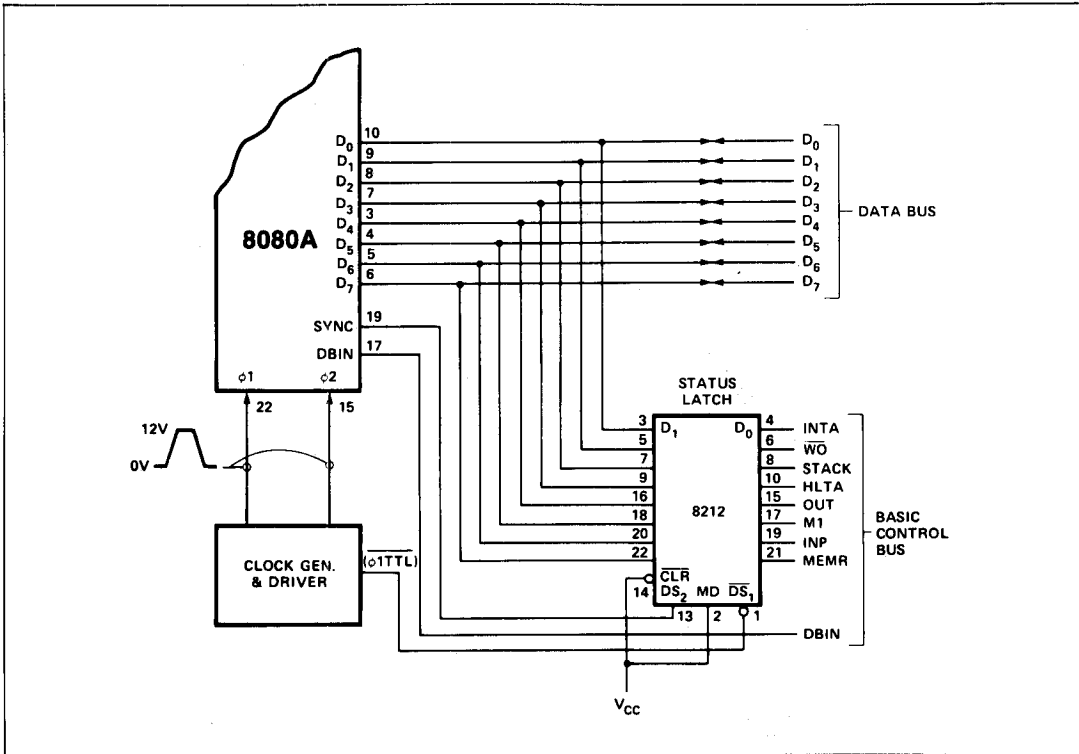 D0 10 D0
D1 9 D1
D2 8 D2
D3 7 D3
D4 3 D4
D5 4 D5
D6 5 D6
D7 6 D7
8080A
DATA BUS
SYNC 19
DBIN 17
φ1 φ2
22 15
12V
0V
STATUS
LATCH
3 D1 D0 4 INTA
5 6 W̅O̅
7 8 STACK
9 10 HLTA
16 15 OUT
18 8212 17 M1
20 19 INP
22 21 MEMR
BASIC
CONTROL
BUS
CLOCK GEN.
& DRIVER
(φ1TTL)
14 C̅L̅R̅
DS2 MD D̅S̅1
13 2 1
DBIN
VCC